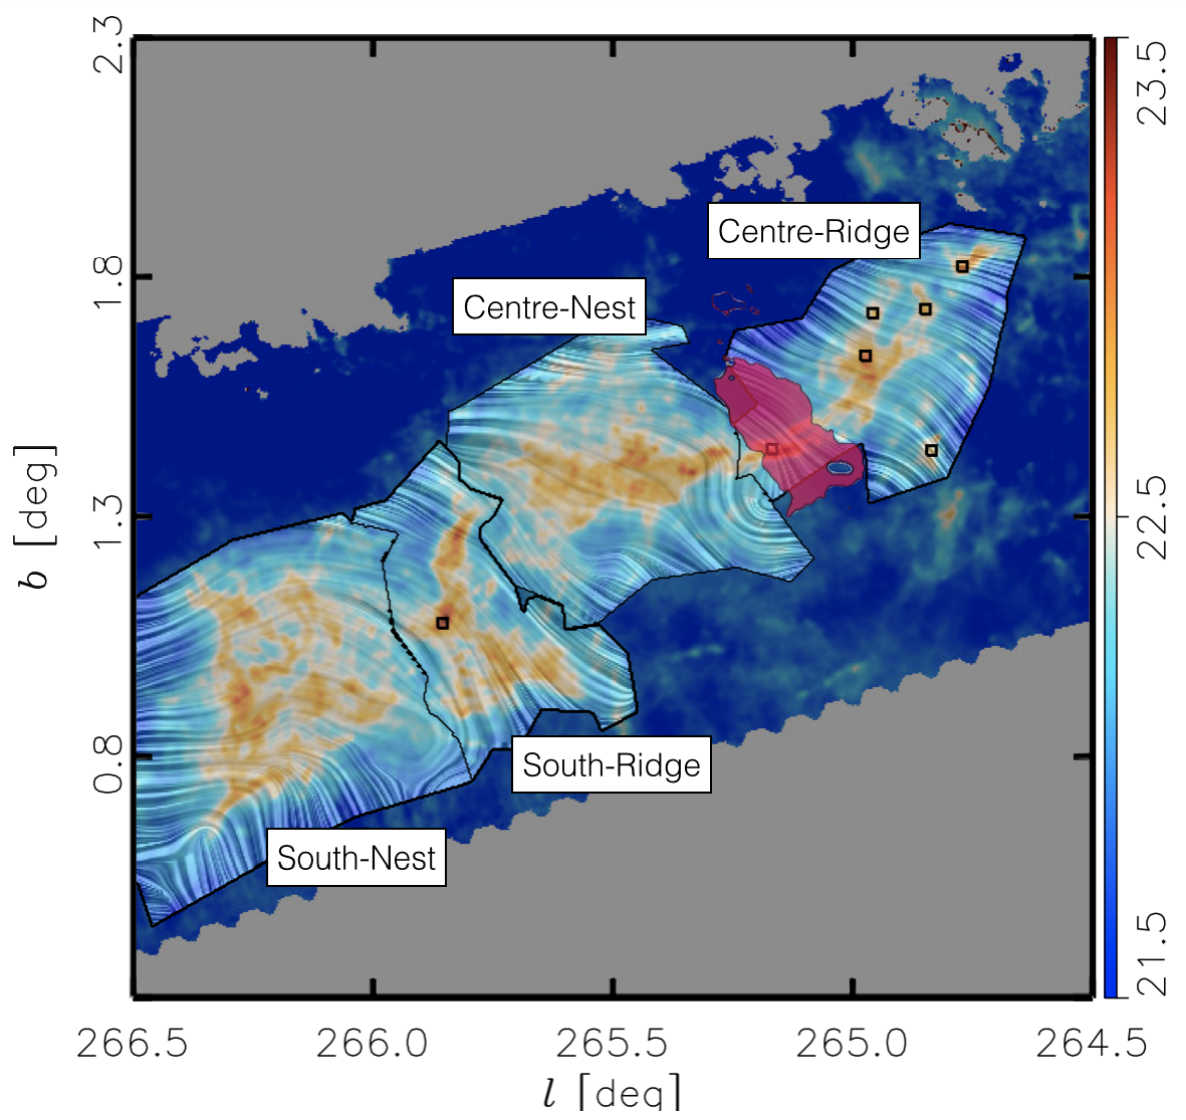 2.3
23.5
Centre-Ridge
1.8
Centre-Nest
b [deg]
1.3
22.5
0.8
South-Ridge
South-Nest
21.5
266.5 266.0 265.5 265.0 264.5
l [deg]